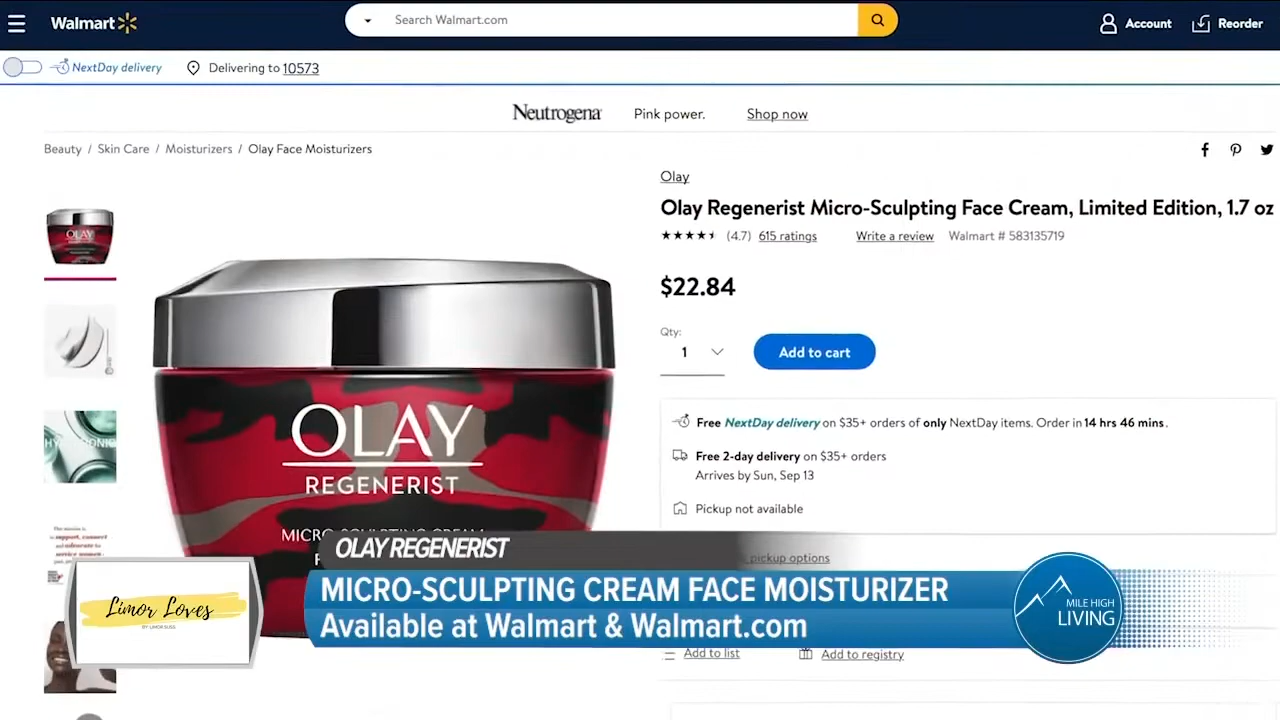 Walmart
Search Walmart.com
Account
Reorder
NextDay delivery
Delivering to 10573
Neutrogena
Pink power.
Shop now
Beauty / Skin Care / Moisturizers / Olay Face Moisturizers
Olay
Olay Regenerist Micro-Sculpting Face Cream, Limited Edition, 1.7 oz
(4.7) 615 ratings
Write a review
Walmart # 583135719
$22.84
Qty:
1
Add to cart
Free NextDay delivery on $35+ orders of only NextDay items. Order in 14 hrs 46 mins.
Free 2-day delivery on $35+ orders
Arrives by Sun, Sep 13
Pickup not available
pickup options
OLAY
OLAY
REGENERIST
OLAY REGENERIST
MICRO-SCULPTING CREAM FACE MOISTURIZER
Available at Walmart & Walmart.com
Limor Loves
MILE HIGH
LIVING
Add to list
Add to registry